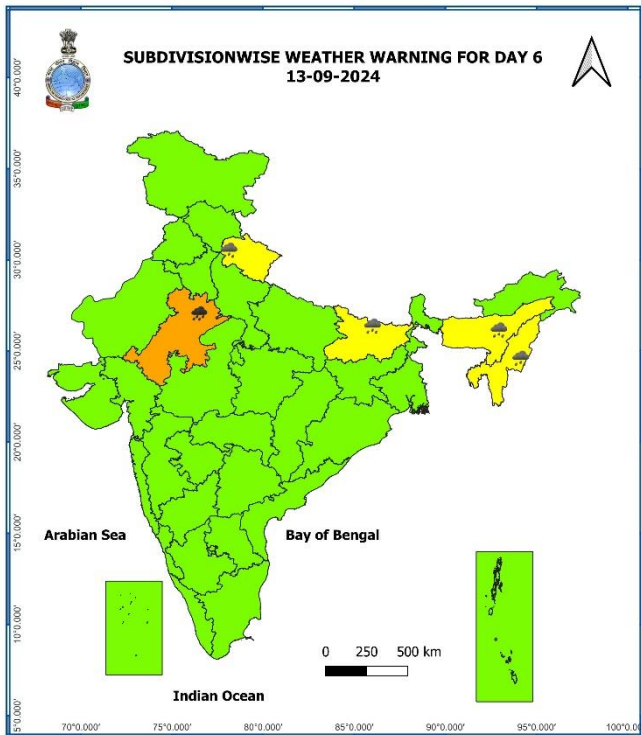 SUBDIVISIONWISE WEATHER WARNING FOR DAY 6
13-09-2024
40°0.000'
35°0.000'
30°0.000'
25°0.000'
20°0.000'
15°0.000'
10°0.000'
5°0.000'
Arabian Sea
Bay of Bengal
0 250 500 km
Indian Ocean
70°0.000' 75°0.000' 80°0.000' 85°0.000' 90°0.000' 95°0.000' 100°0.000'